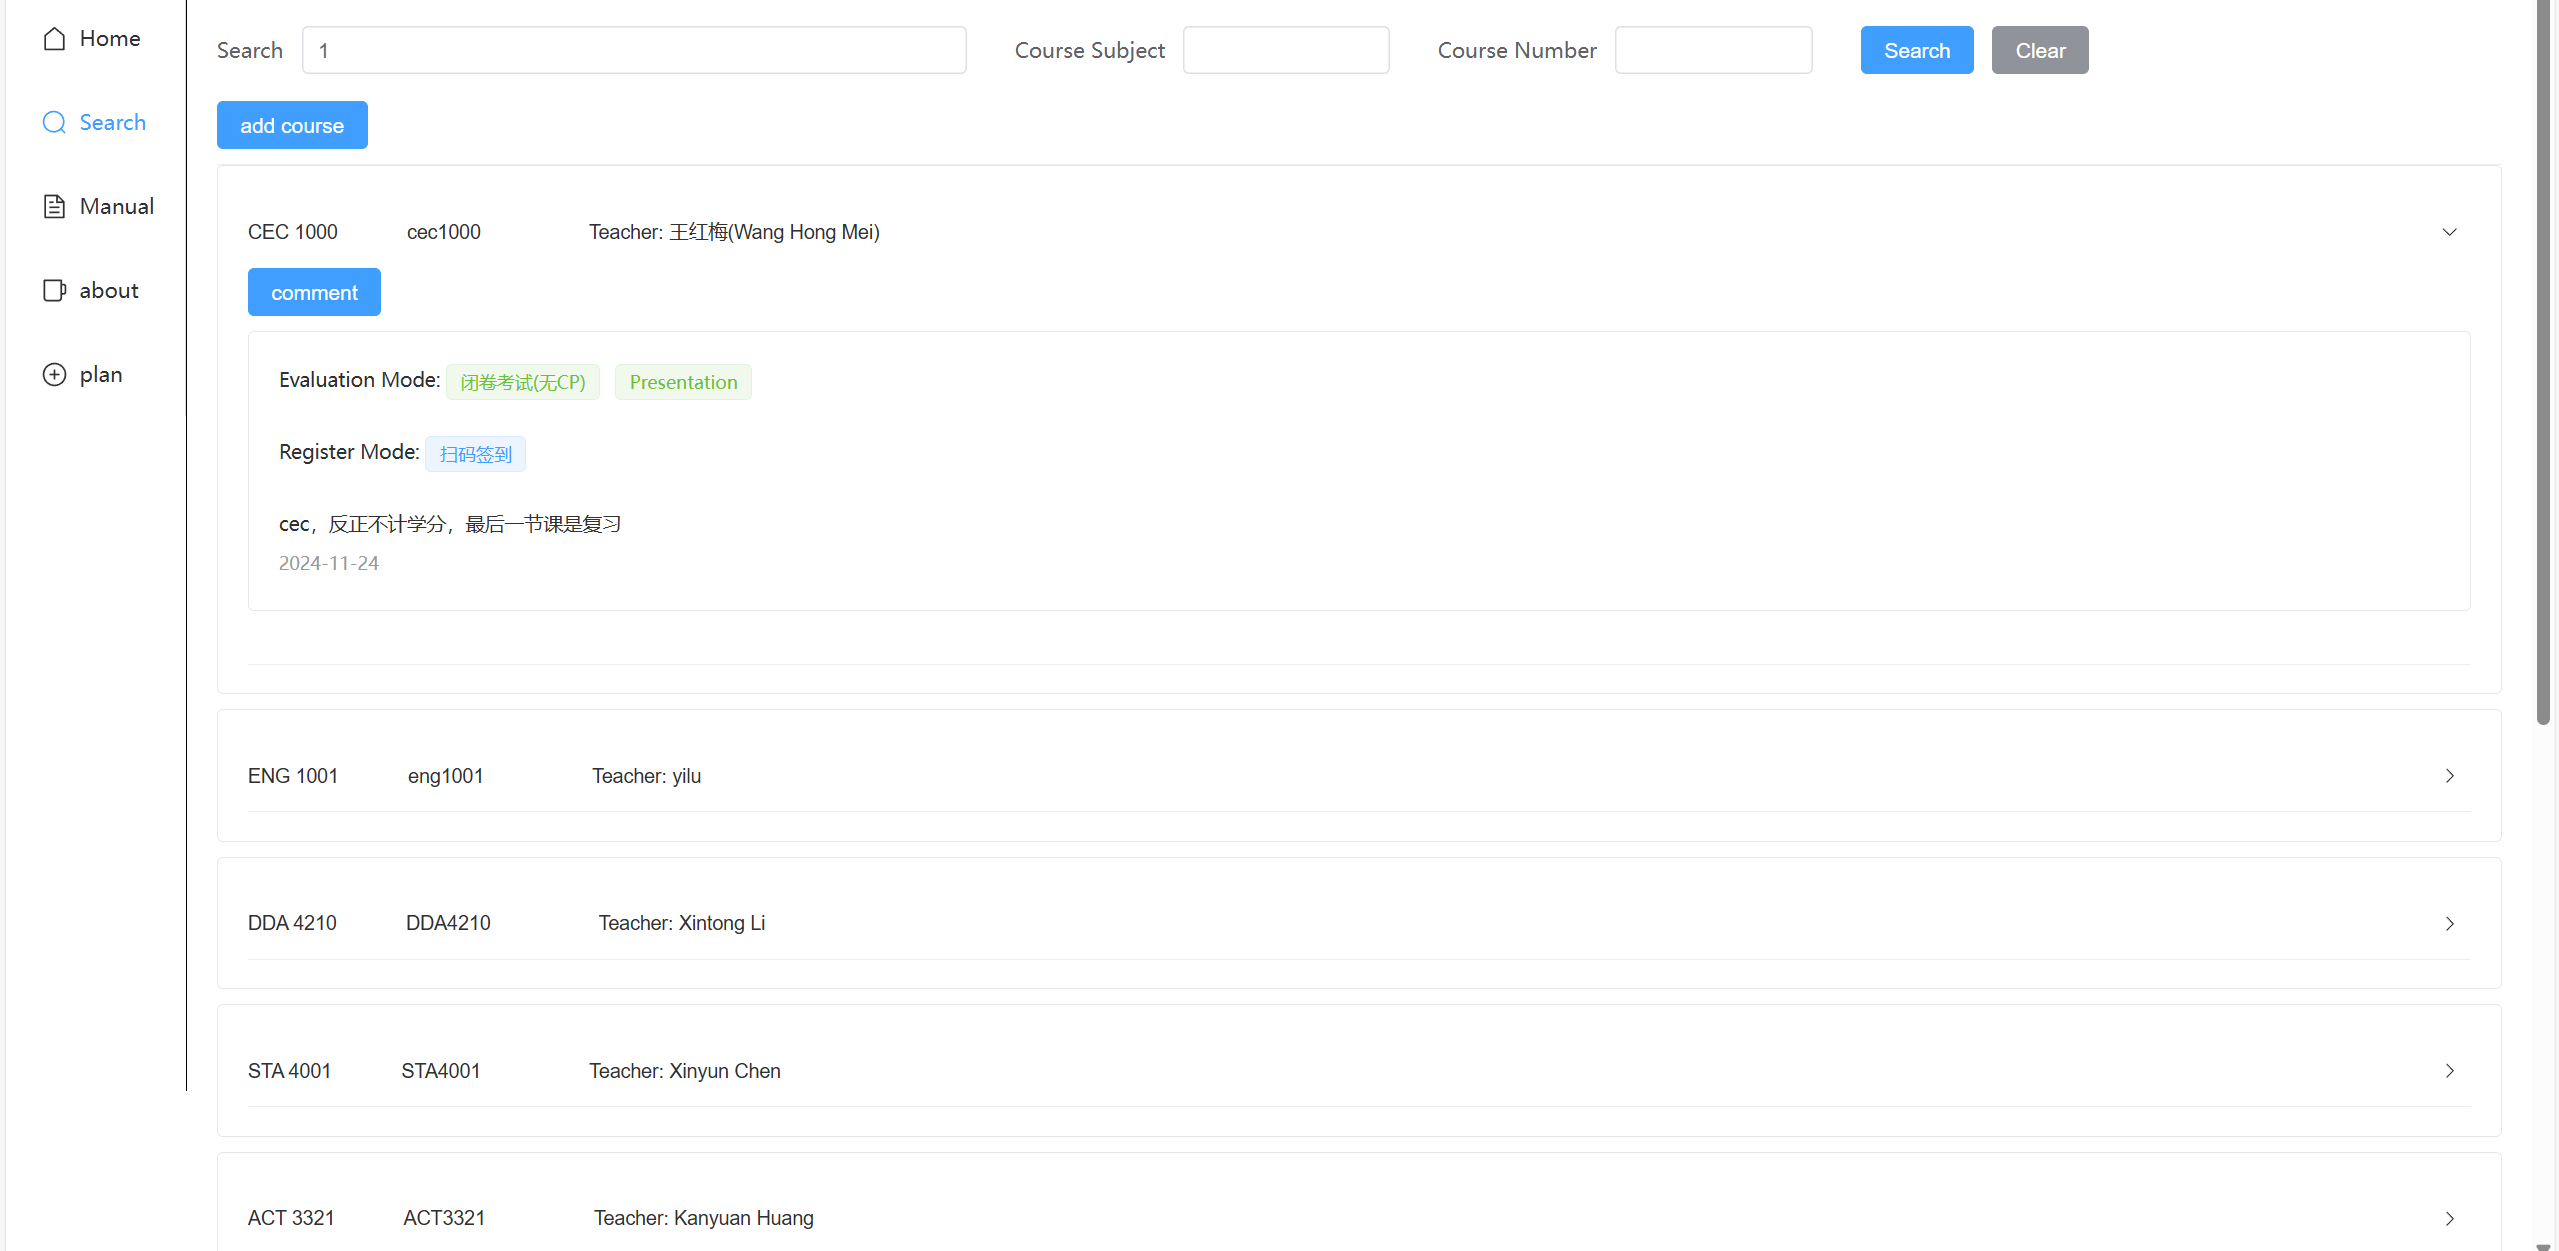 Home
Search
Manual
about
plan
Search 1 Course Subject Course Number Search Clear
add course
CEC 1000 cec1000 Teacher: 王红梅(Wang Hong Mei)
comment
Evaluation Mode: 闭卷考试(无CP) Presentation
Register Mode: 扫码签到
cec，反正不计学分，最后一节课是复习
2024-11-24
ENG 1001 eng1001 Teacher: yilu
DDA 4210 DDA4210 Teacher: Xintong Li
STA 4001 STA4001 Teacher: Xinyun Chen
ACT 3321 ACT3321 Teacher: Kanyuan Huang